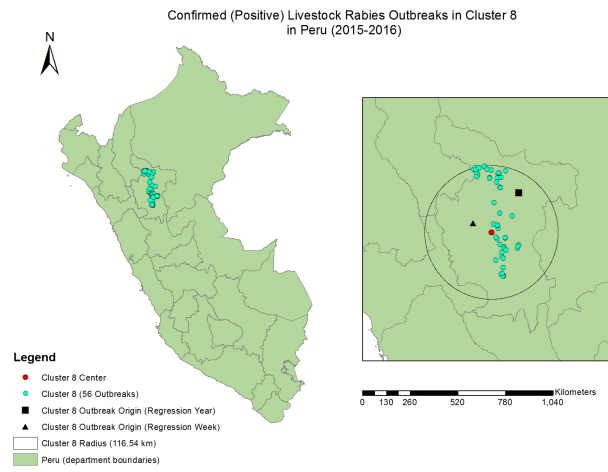 Confirmed (Positive) Livestock Rabies Outbreaks in Cluster 8
in Peru (2015-2016)
N
Legend
Cluster 8 Center
Cluster 8 (56 Outbreaks)
Cluster 8 Outbreak Origin (Regression Year)
Cluster 8 Outbreak Origin (Regression Week)
Cluster 8 Radius (116.54 km)
Peru (department boundaries)
Kilometers
0 130 260 520 780 1,040